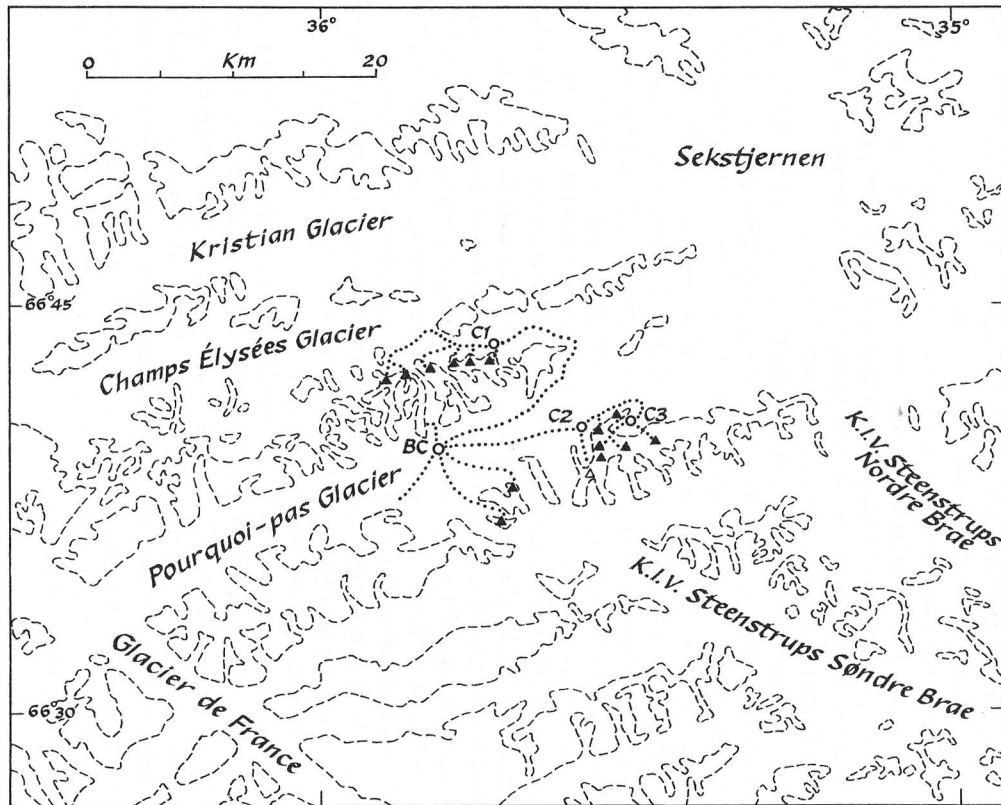 36°
35°
0 Km 20
Sekstjernen
Kristian Glacier
66°45
C1
Champs Élysées Glacier
C2
C3
BC
K.I.V. Steenstrups
Nordre Brae
Pourquoi-pas Glacier
K.I.V. Steenstrups Søndre Brae
Glacier de France
66°30